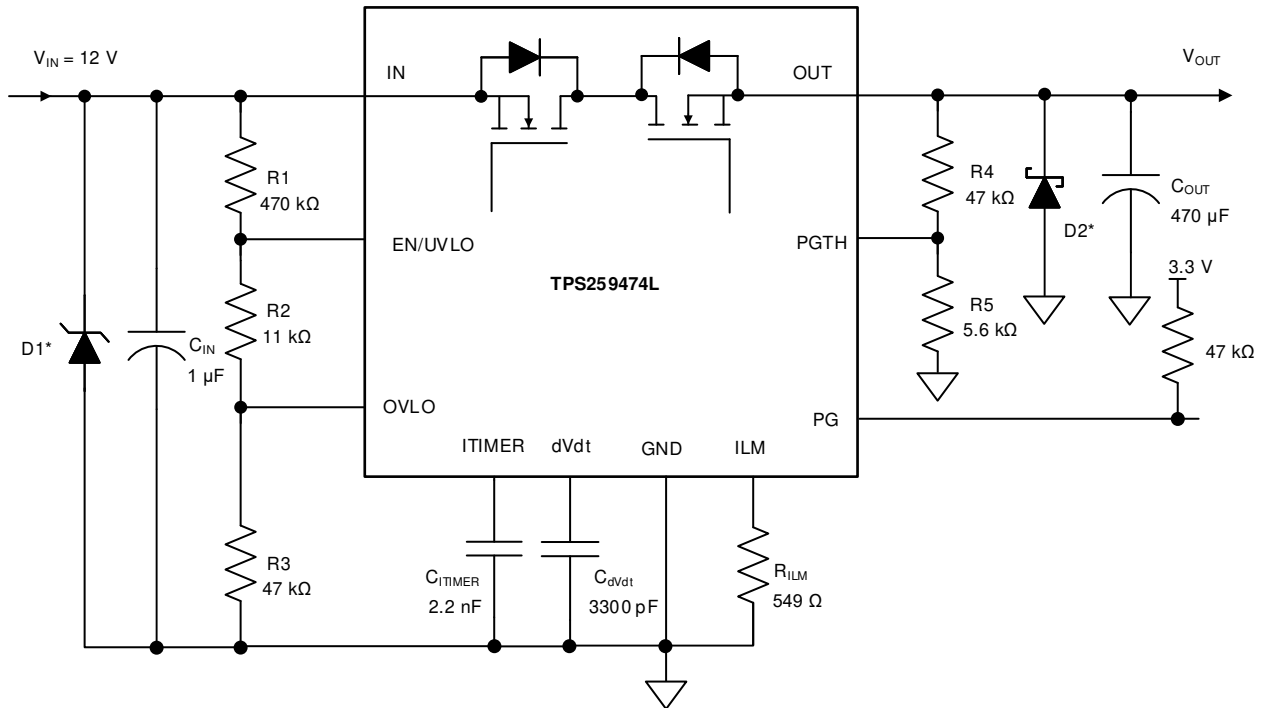 V_IN = 12 V
IN
OUT
V_OUT
R1
470 kΩ
R4
47 kΩ
C_OUT
470 µF
D2*
EN/UVLO
PGTH
TPS259474L
3.3 V
R2
11 kΩ
R5
5.6 kΩ
D1*
C_IN
1 µF
47 kΩ
OVLO
PG
ITIMER
dVdt
GND
ILM
R3
47 kΩ
C_ITIMER
2.2 nF
C_dVdt
3300 pF
R_ILM
549 Ω